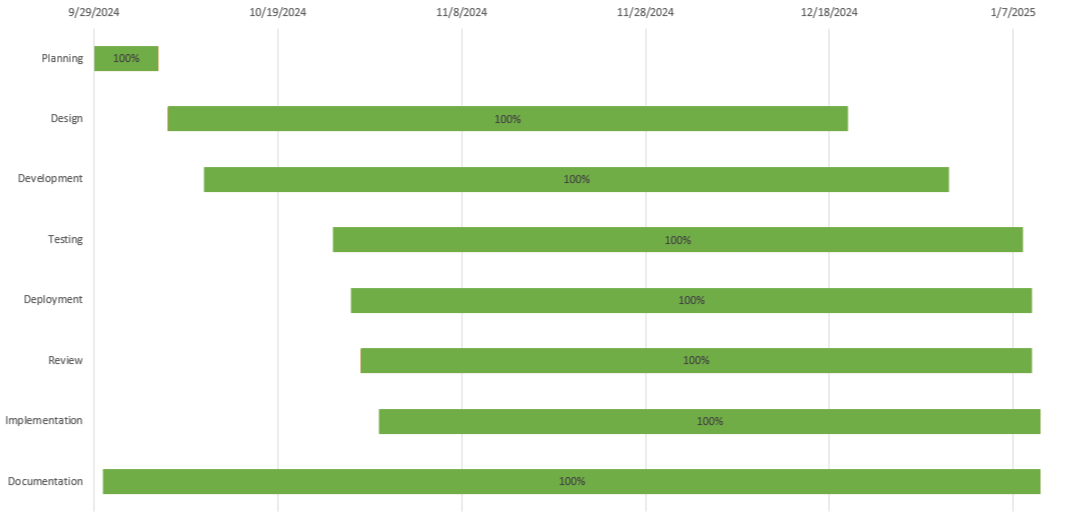 9/29/2024 10/19/2024 11/8/2024 11/28/2024 12/18/2024 1/7/2025
Planning 100%
Design 100%
Development 100%
Testing 100%
Deployment 100%
Review 100%
Implementation 100%
Documentation 100%